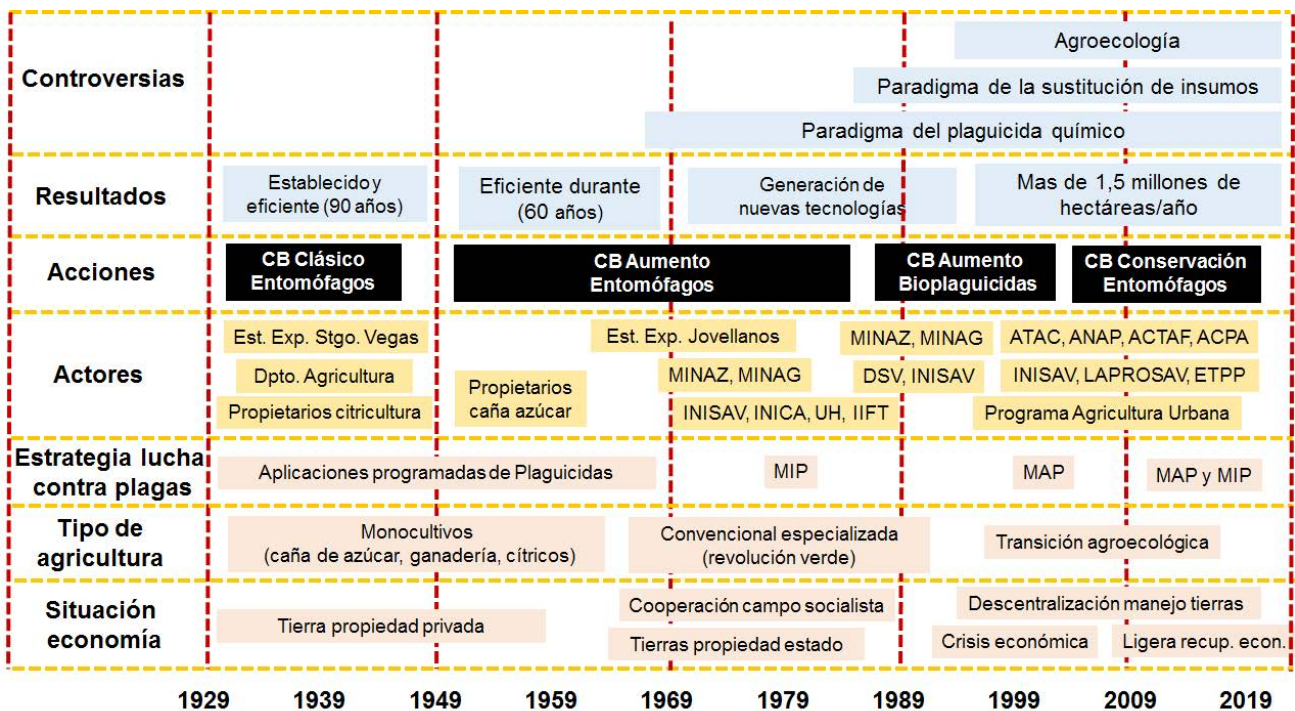 Controversias
Agroecología
Paradigma de la sustitución de insumos
Paradigma del plaguicida químico
Resultados
Establecido y
eficiente (90 años)
Eficiente durante
(60 años)
Generación de
nuevas tecnologías
Mas de 1,5 millones de
hectáreas/año
Acciones
CB Clásico
Entomófagos
CB Aumento
Entomófagos
CB Aumento
Bioplaguicidas
CB Conservación
Entomófagos
Actores
Est. Exp. Stgo. Vegas
Dpto. Agricultura
Propietarios citricultura
Propietarios
caña azúcar
Est. Exp. Jovellanos
MINAZ, MINAG
INISAV, INICA, UH, IIFT
MINAZ, MINAG
DSV, INISAV
ATAC, ANAP, ACTAF, ACPA
INISAV, LAPROSAV, ETPP
Programa Agricultura Urbana
Estrategia lucha
contra plagas
Aplicaciones programadas de Plaguicidas
MIP
MAP
MAP y MIP
Tipo de
agricultura
Monocultivos
(caña de azúcar, ganadería, cítricos)
Convencional especializada
(revolución verde)
Transición agroecológica
Situación
economía
Tierra propiedad privada
Cooperación campo socialista
Tierras propiedad estado
Descentralización manejo tierras
Crisis económica
Ligera recup. econ.
1929 1939 1949 1959 1969 1979 1989 1999 2009 2019